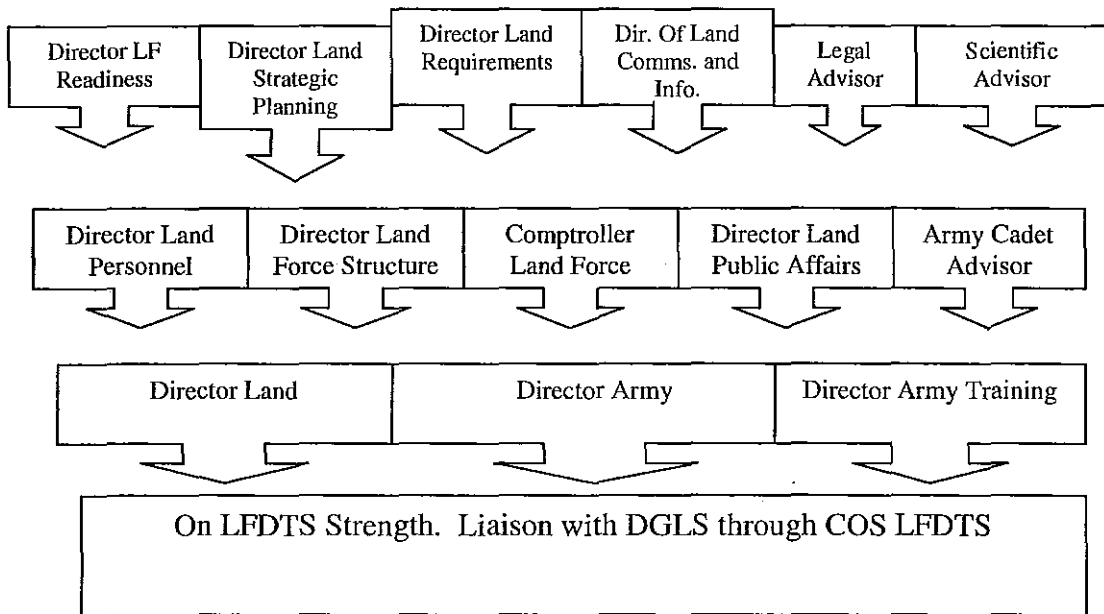 Director LF
Readiness
Director Land
Strategic
Planning
Director Land
Requirements
Dir. Of Land
Comms. and
Info.
Legal
Advisor
Scientific
Advisor
Director Land
Personnel
Director Land
Force Structure
Comptroller
Land Force
Director Land
Public Affairs
Army Cadet
Advisor
Director Land
Director Army
Director Army Training
On LFDTS Strength. Liaison with DGLS through COS LFDTS